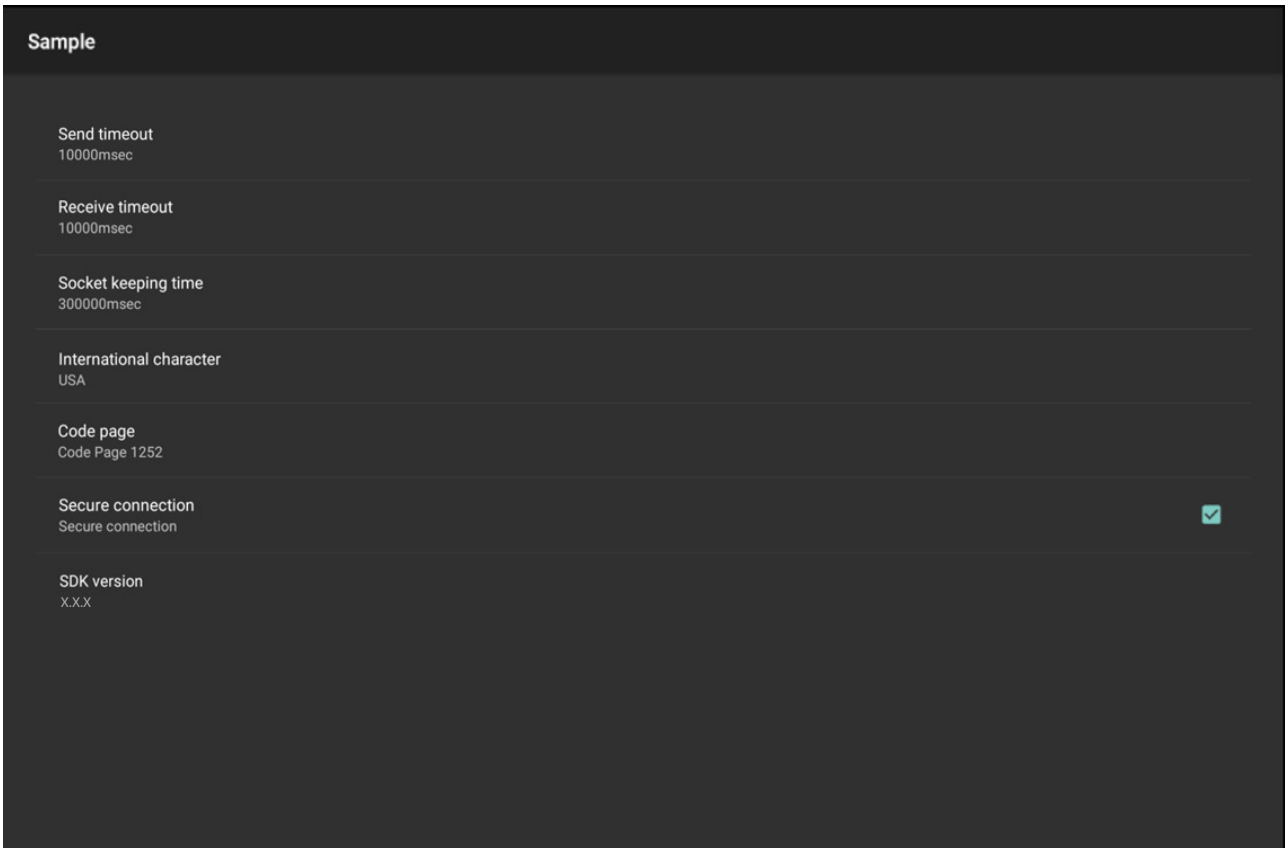 Sample
Send timeout
10000msec
Receive timeout
10000msec
Socket keeping time
300000msec
International character
USA
Code page
Code Page 1252
Secure connection
Secure connection
SDK version
X.X.X